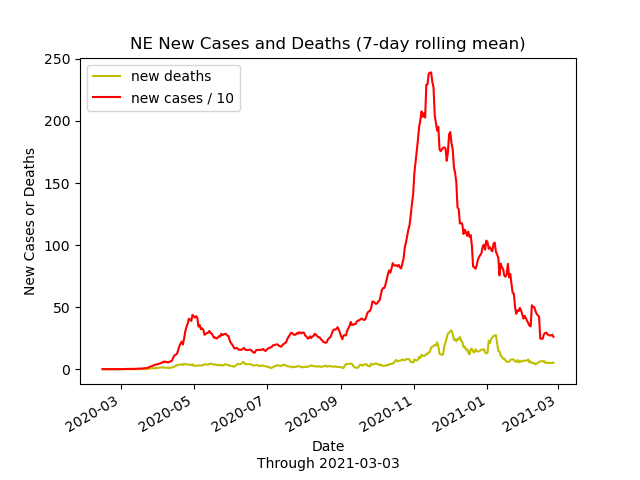 NE New Cases and Deaths (7-day rolling mean)
new deaths
new cases / 10
250
200
150
100
50
0
New Cases or Deaths
2020-03
2020-05
2020-07
2020-09
2020-11
2021-01
2021-03
Date
Through 2021-03-03